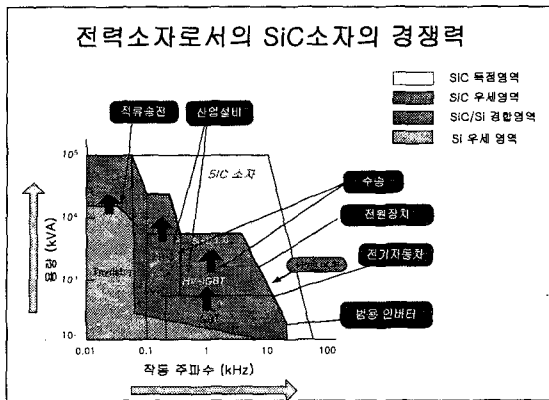 전력소자로서의 SiC소자의 경쟁력
SiC 독점영역
SiC 우세영역
SiC/Si 경합영역
Si 우세 영역
직류송전
산업설비
SiC 소자
수송
전원장치
전기자동차
범용 인버터
HV-IGBT
용량 (kVA)
10⁵
10⁴
10³
10
0.01
0.1
1
10
100
작동 주파수 (kHz)